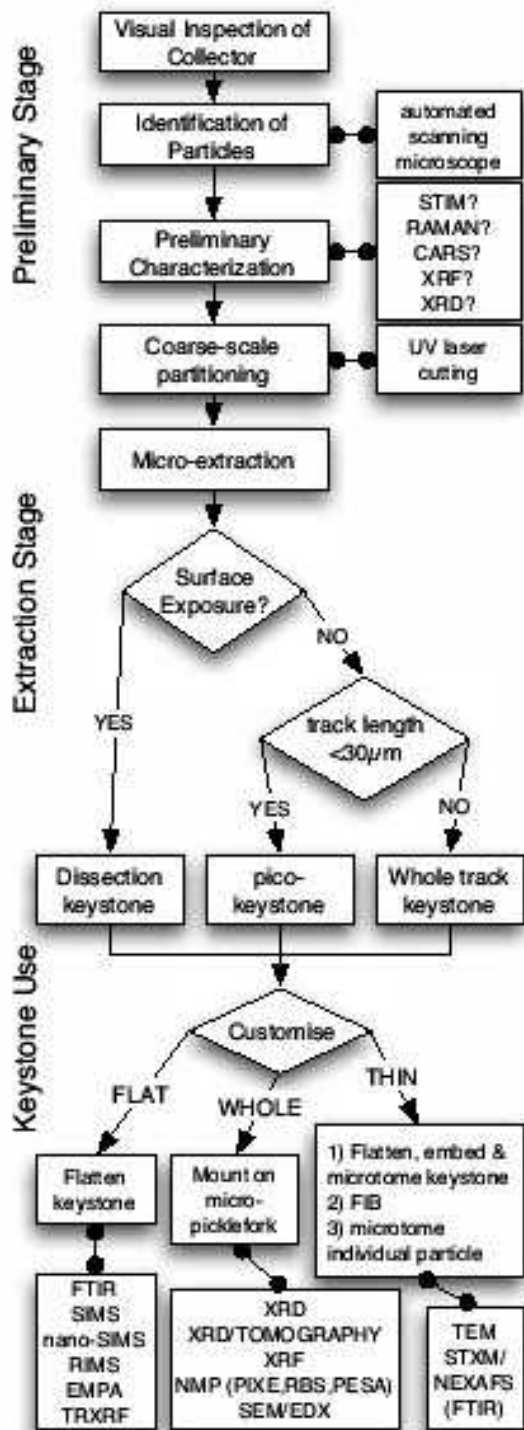 Preliminary Stage
Visual Inspection of
Collector
Identification of
Particles
automated
scanning
microscope
Preliminary
Characterization
STIM?
RAMAN?
CARS?
XRF?
XRD?
Coarse-scale
partitioning
UV laser
cutting
Extraction Stage
Micro-extraction
Surface
Exposure?
YES
NO
track length
<30µm
YES
NO
Dissection
keystone
pico-
keystone
Whole track
keystone
Keystone Use
Customise
FLAT
WHOLE
THIN
Flatten
keystone
Mount on
micro-
picklefork
1) Flatten, embed &
microtome keystone
2) FIB
3) microtome
individual particle
FTIR
SIMS
nano-SIMS
RIMS
EMPA
TRXRF
XRD
XRD/TOMOGRAPHY
XRF
NMP (PIXE,RBS,PESA)
SEM/EDX
TEM
STXM/
NEXAFS
(FTIR)